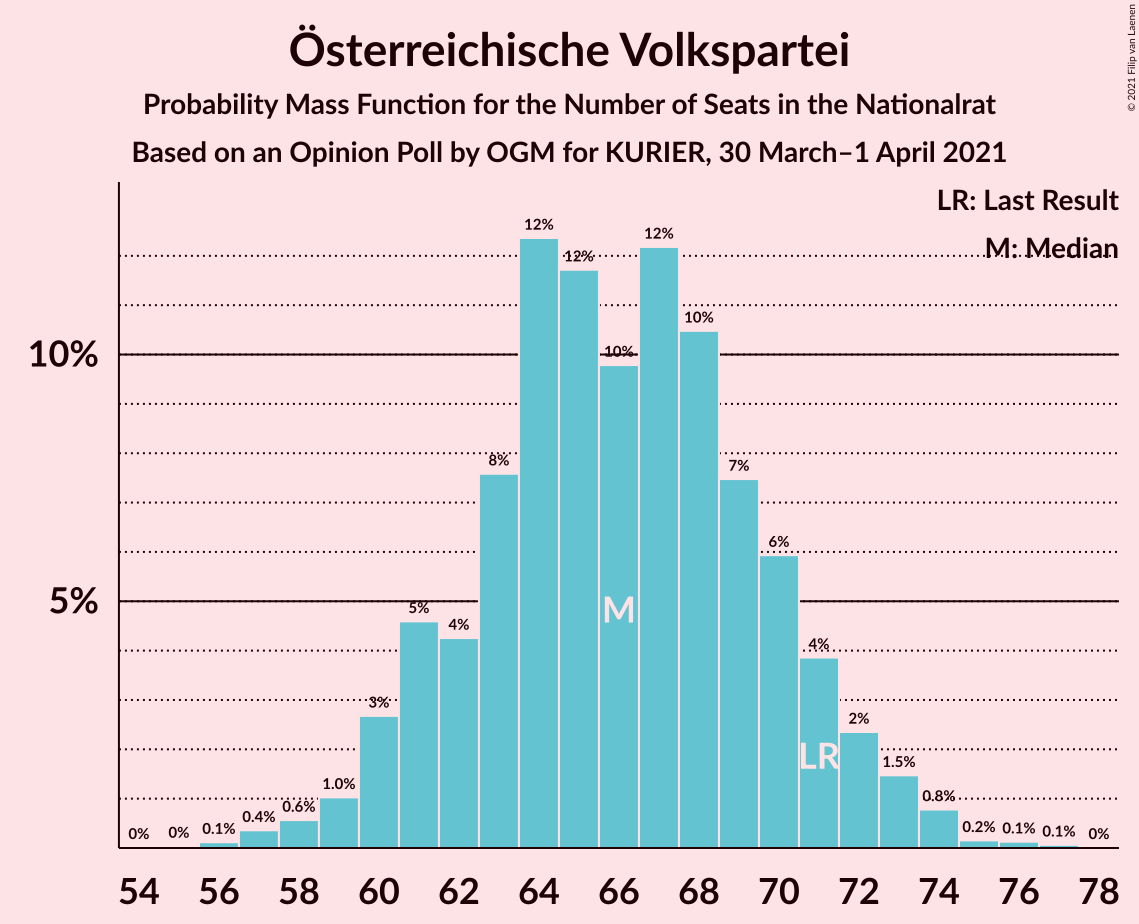 Österreichische Volkspartei
Probability Mass Function for the Number of Seats in the Nationalrat
Based on an Opinion Poll by OGM for KURIER, 30 March–1 April 2021
© 2021 Filip van Laenen
LR: Last Result
M: Median
10%
5%
0% 0% 0.1% 0.4% 0.6% 1.0% 3% 5% 4% 8% 12% 12% 10% 12% 10% 7% 6% 4% 2% 1.5% 0.8% 0.2% 0.1% 0.1% 0%
M
LR
54 56 58 60 62 64 66 68 70 72 74 76 78